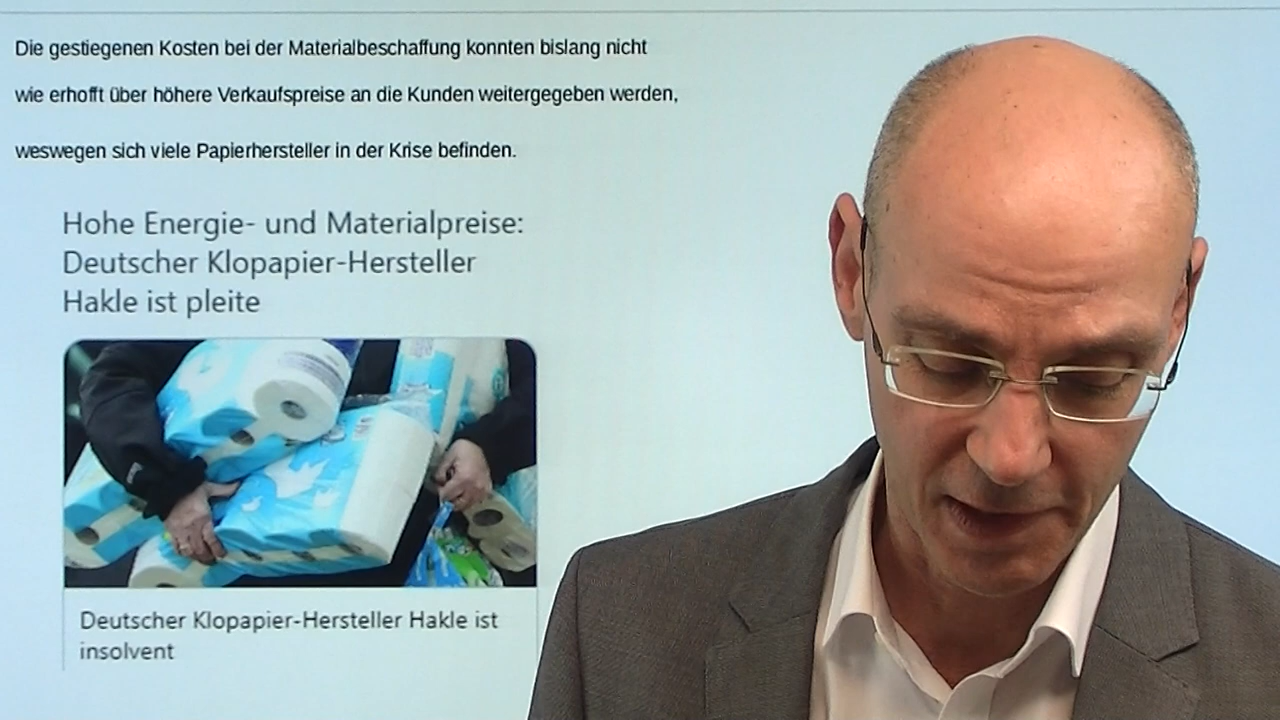 Die gestiegenen Kosten bei der Materialbeschaffung konnten bislang nicht
wie erhofft über höhere Verkaufspreise an die Kunden weitergegeben werden,
weswegen sich viele Papierhersteller in der Krise befinden.
Hohe Energie- und Materialpreise:
Deutscher Klopapier-Hersteller
Hakle ist pleite
Deutscher Klopapier-Hersteller Hakle ist
insolvent